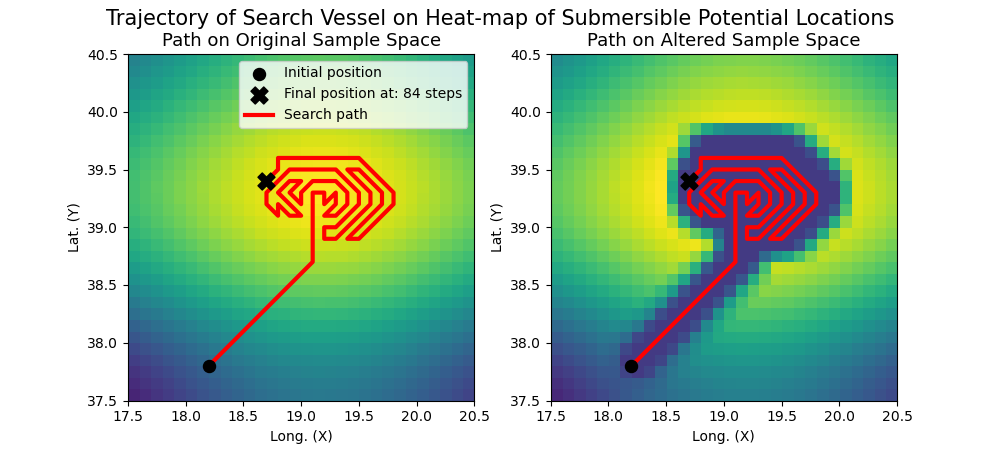 Trajectory of Search Vessel on Heat-map of Submersible Potential Locations
Path on Original Sample Space
40.5
40.0
39.5
39.0
38.5
38.0
37.5
Lat. (Y)
Initial position
Final position at: 84 steps
Search path
17.5 18.0 18.5 19.0 19.5 20.0 20.5
Long. (X)
Path on Altered Sample Space
40.5
40.0
39.5
39.0
38.5
38.0
37.5
Lat. (Y)
17.5 18.0 18.5 19.0 19.5 20.0 20.5
Long. (X)